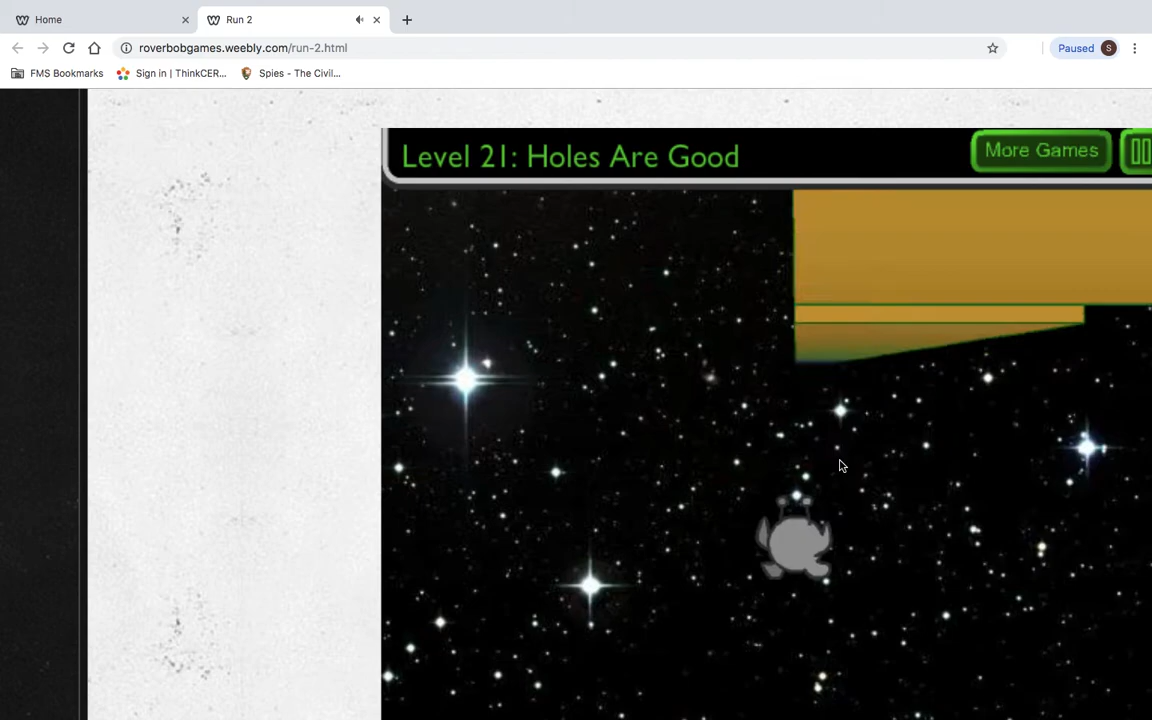 Home
Run 2
roverbobgames.weebly.com/run-2.html
Paused S
FMS Bookmarks
Sign in | ThinkCER...
Spies - The Civil...
Level 21: Holes Are Good
More Games